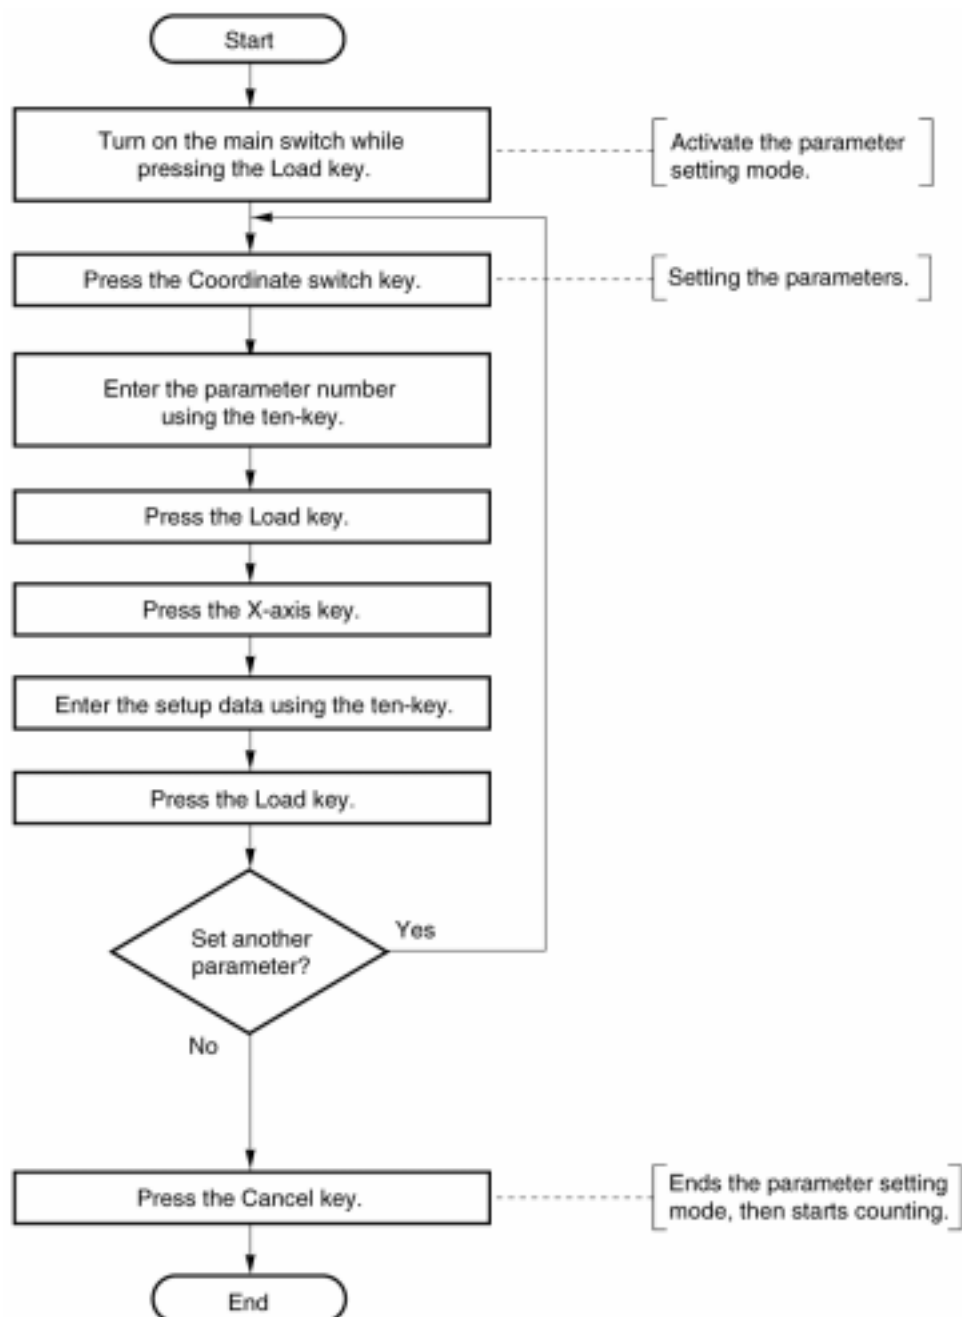 Start
Turn on the main switch while
pressing the Load key.
Activate the parameter
setting mode.
Press the Coordinate switch key.
Setting the parameters.
Enter the parameter number
using the ten-key.
Press the Load key.
Press the X-axis key.
Enter the setup data using the ten-key.
Press the Load key.
Set another
parameter?
Yes
No
Press the Cancel key.
Ends the parameter setting
mode, then starts counting.
End